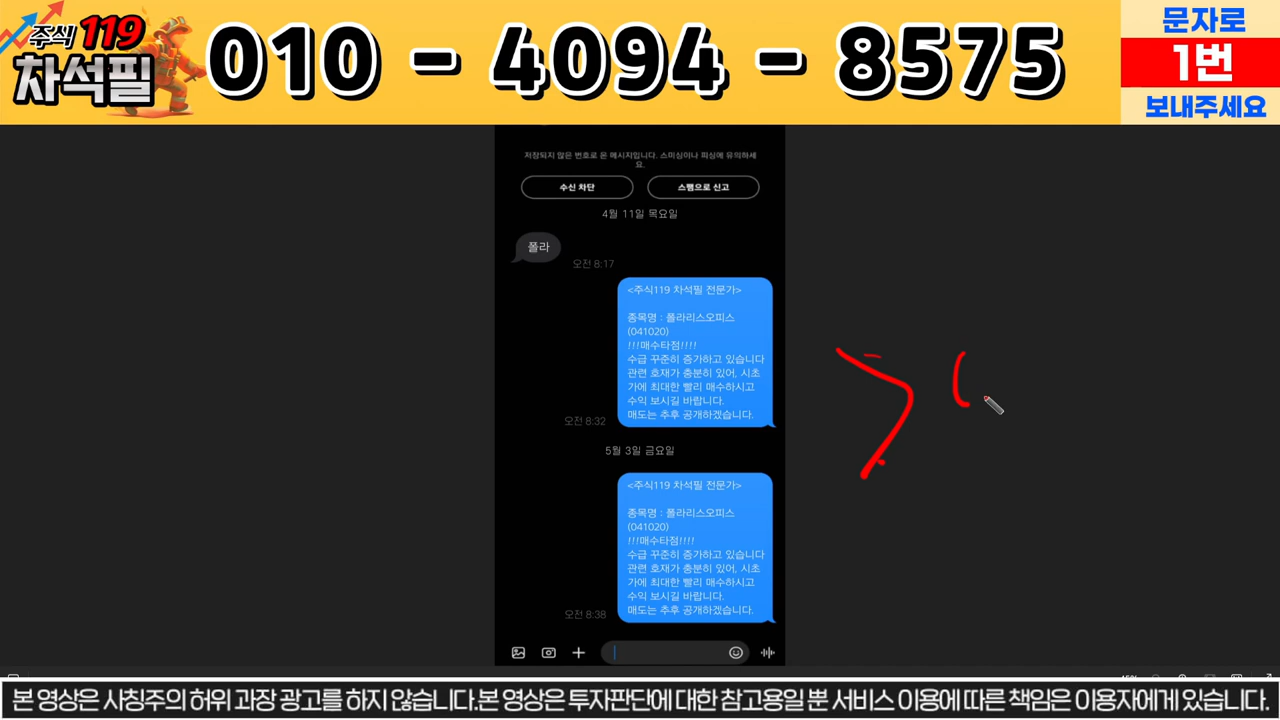 주식 119
차석필
010 - 4094 - 8575
문자로
1번
보내주세요
저장되지 않은 번호로 온 메시지입니다. 스미싱이나 피싱에 유의하세
요.
수신 차단
스팸으로 신고
4월 11일 목요일
폴라
오전 8:17
<주식119 차석필 전문가>
종목명 : 폴라리스오피스
(041020)
!!!매수타점!!!!
수급 꾸준히 증가하고 있습니다
관련 호재가 충분히 있어, 시초
가에 최대한 빨리 매수하시고
수익 보시길 바랍니다.
매도는 추후 공개하겠습니다.
오전 8:32
5월 3일 금요일
<주식119 차석필 전문가>
종목명 : 폴라리스오피스
(041020)
!!!매수타점!!!!
수급 꾸준히 증가하고 있습니다
관련 호재가 충분히 있어, 시초
가에 최대한 빨리 매수하시고
수익 보시길 바랍니다.
매도는 추후 공개하겠습니다.
오전 8:38
본 영상은 사칭주의 허위 과장 광고를 하지 않습니다.본 영상은 투자판단에 대한 참고용일 뿐 서비스 이용에 따른 책임은 이용자에게 있습니다.